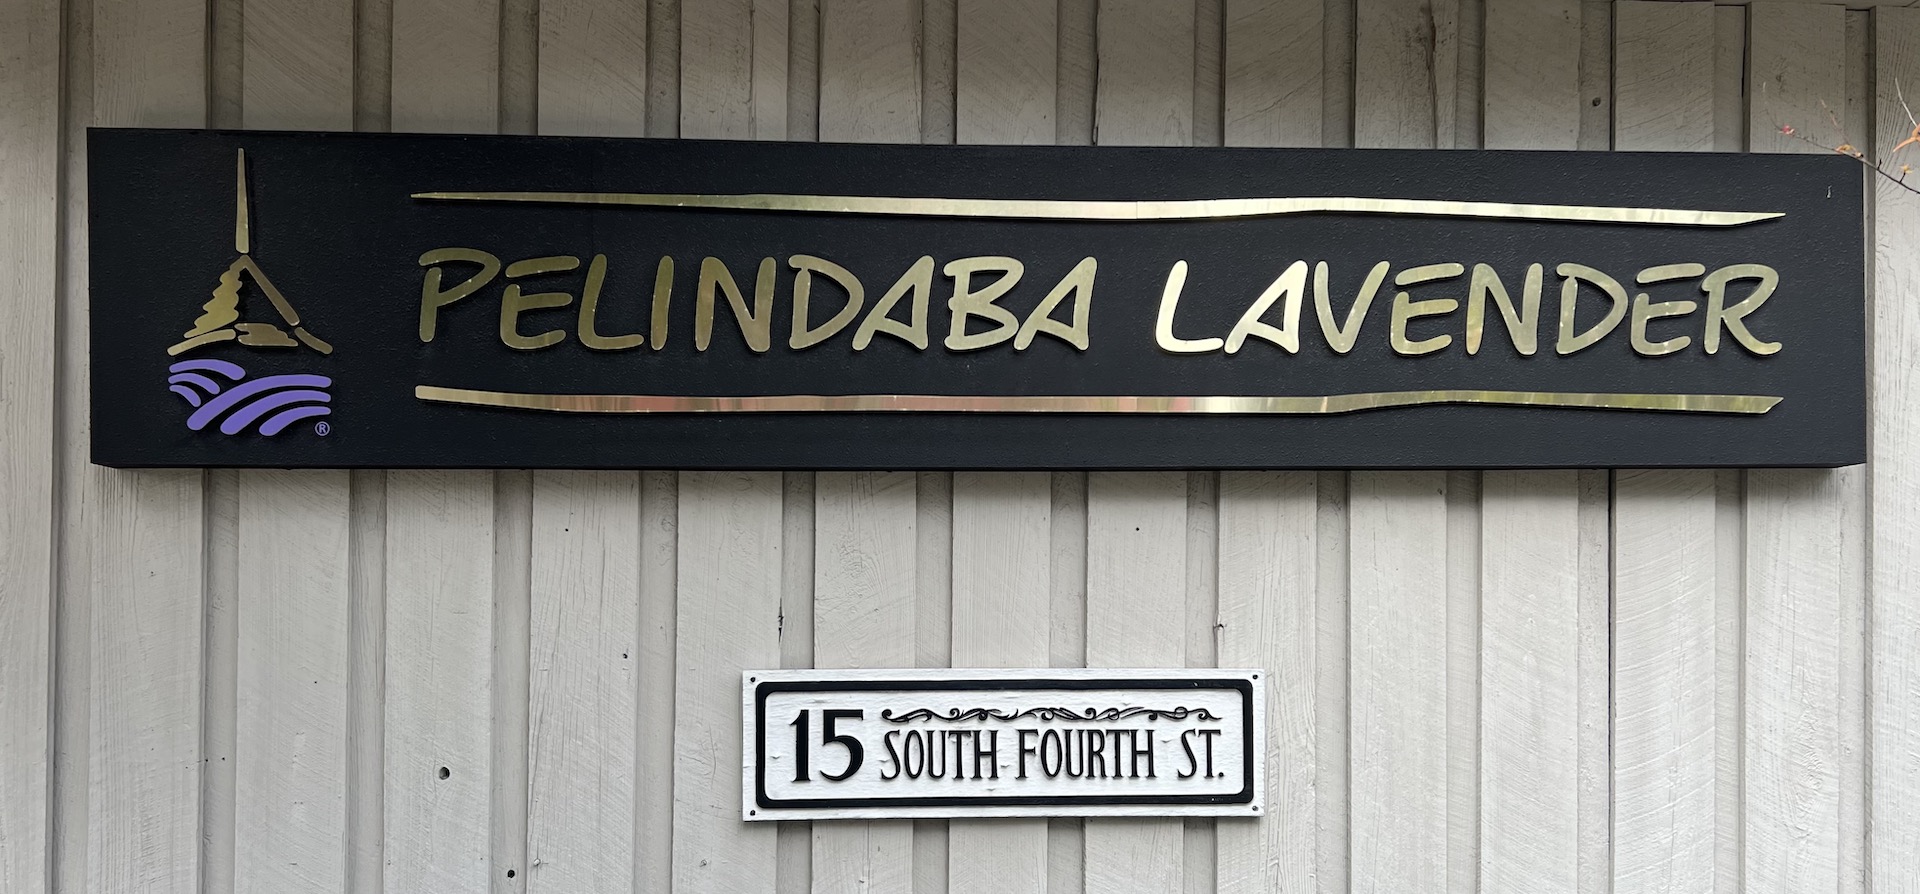 PELINDABA LAVENDER
®
15 SOUTH FOURTH ST.